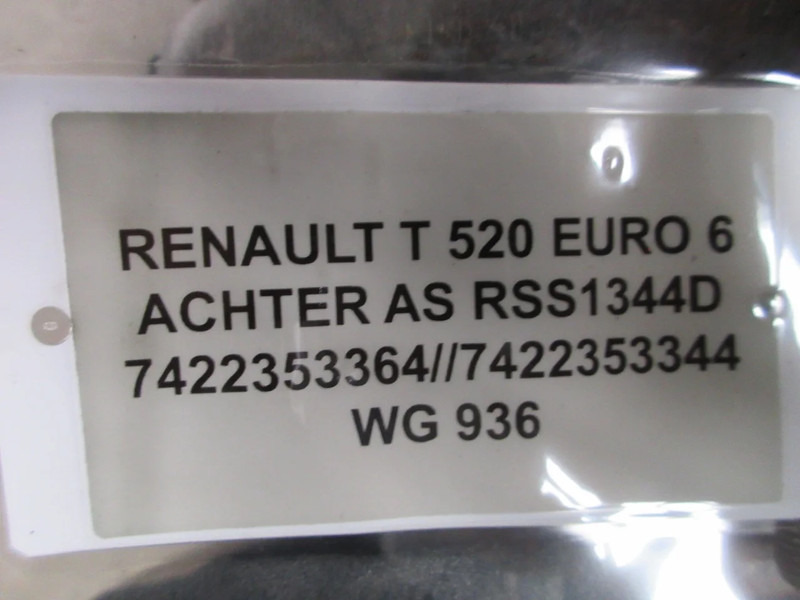 RENAULT T 520 EURO 6
ACHTER AS RSS1344D
7422353364//7422353344
WG 936